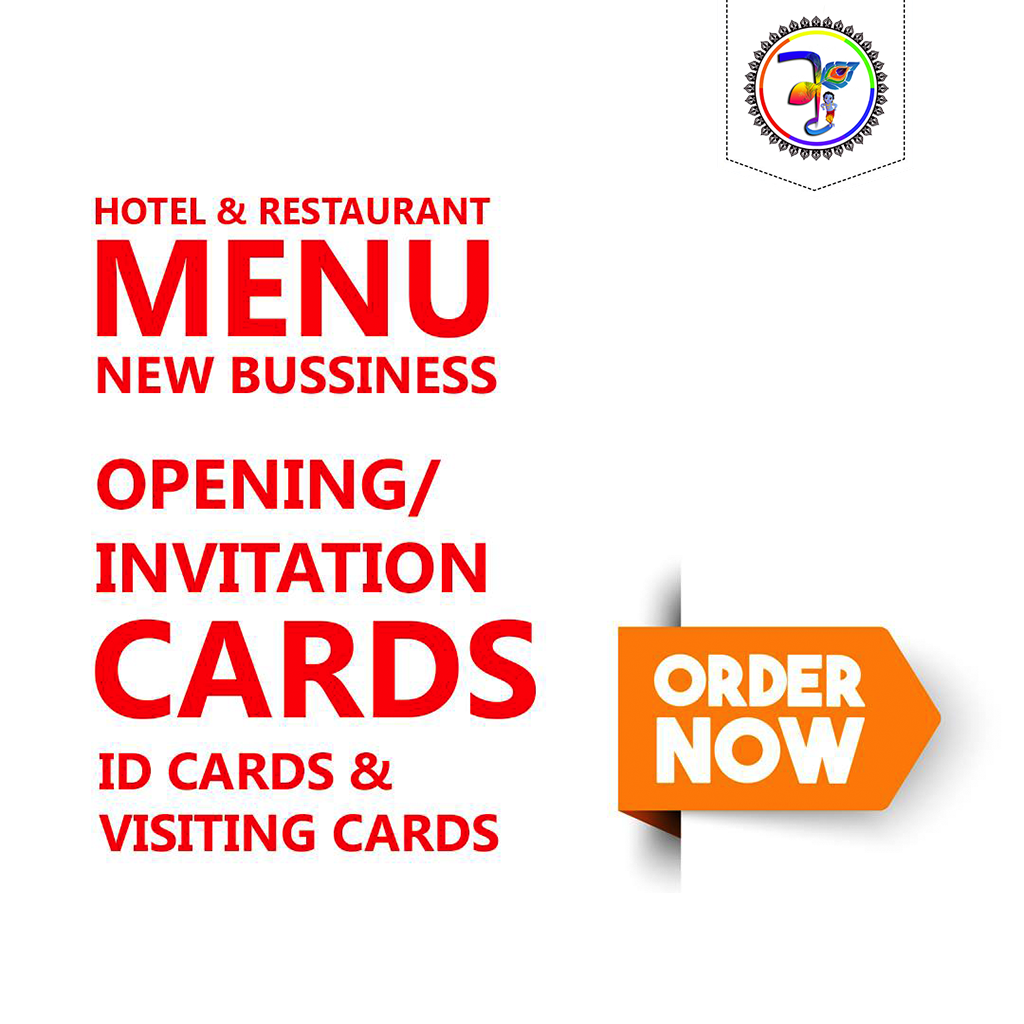 HOTEL & RESTAURANT
MENU
NEW BUSSINESS
OPENING/
INVITATION
CARDS
ID CARDS &
VISITING CARDS
ORDER
NOW